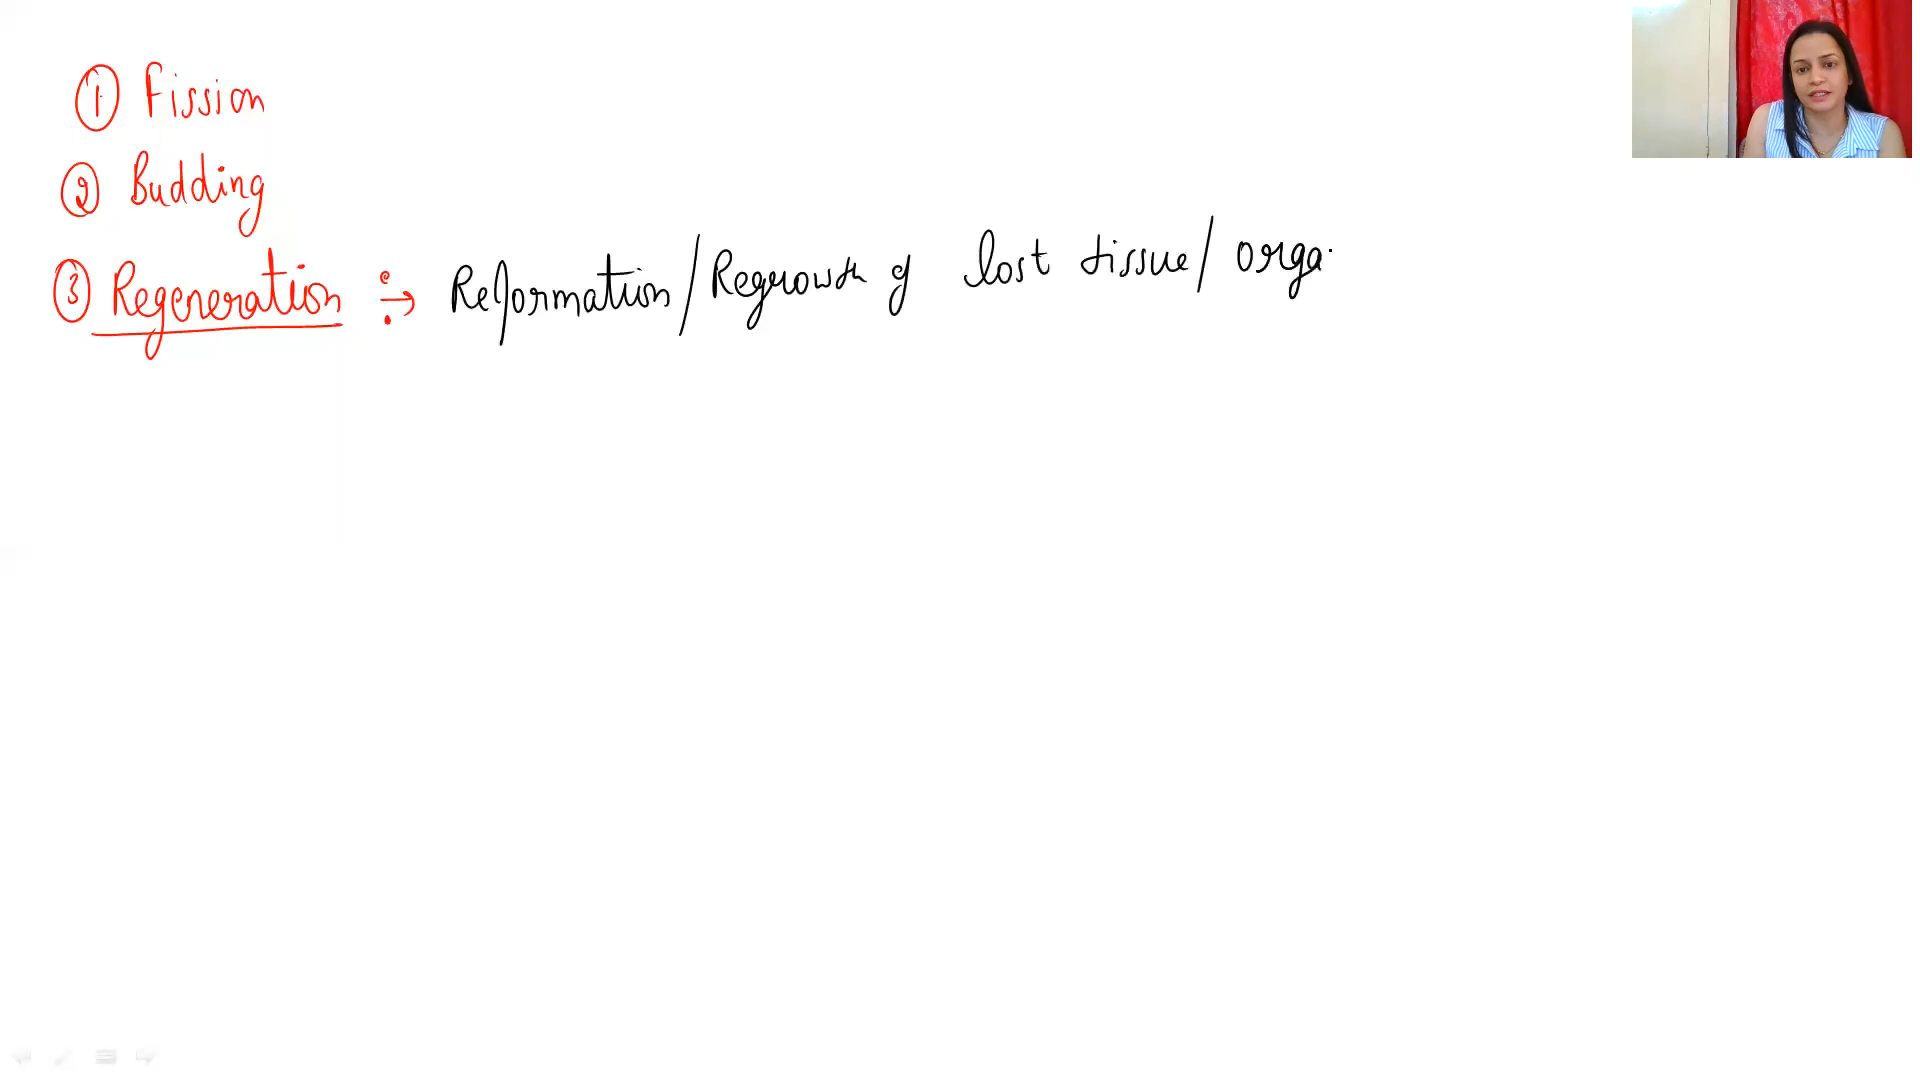 ① Fission
② Budding
③ Regeneration :→ Reformation/Regrowth of lost tissue/orga